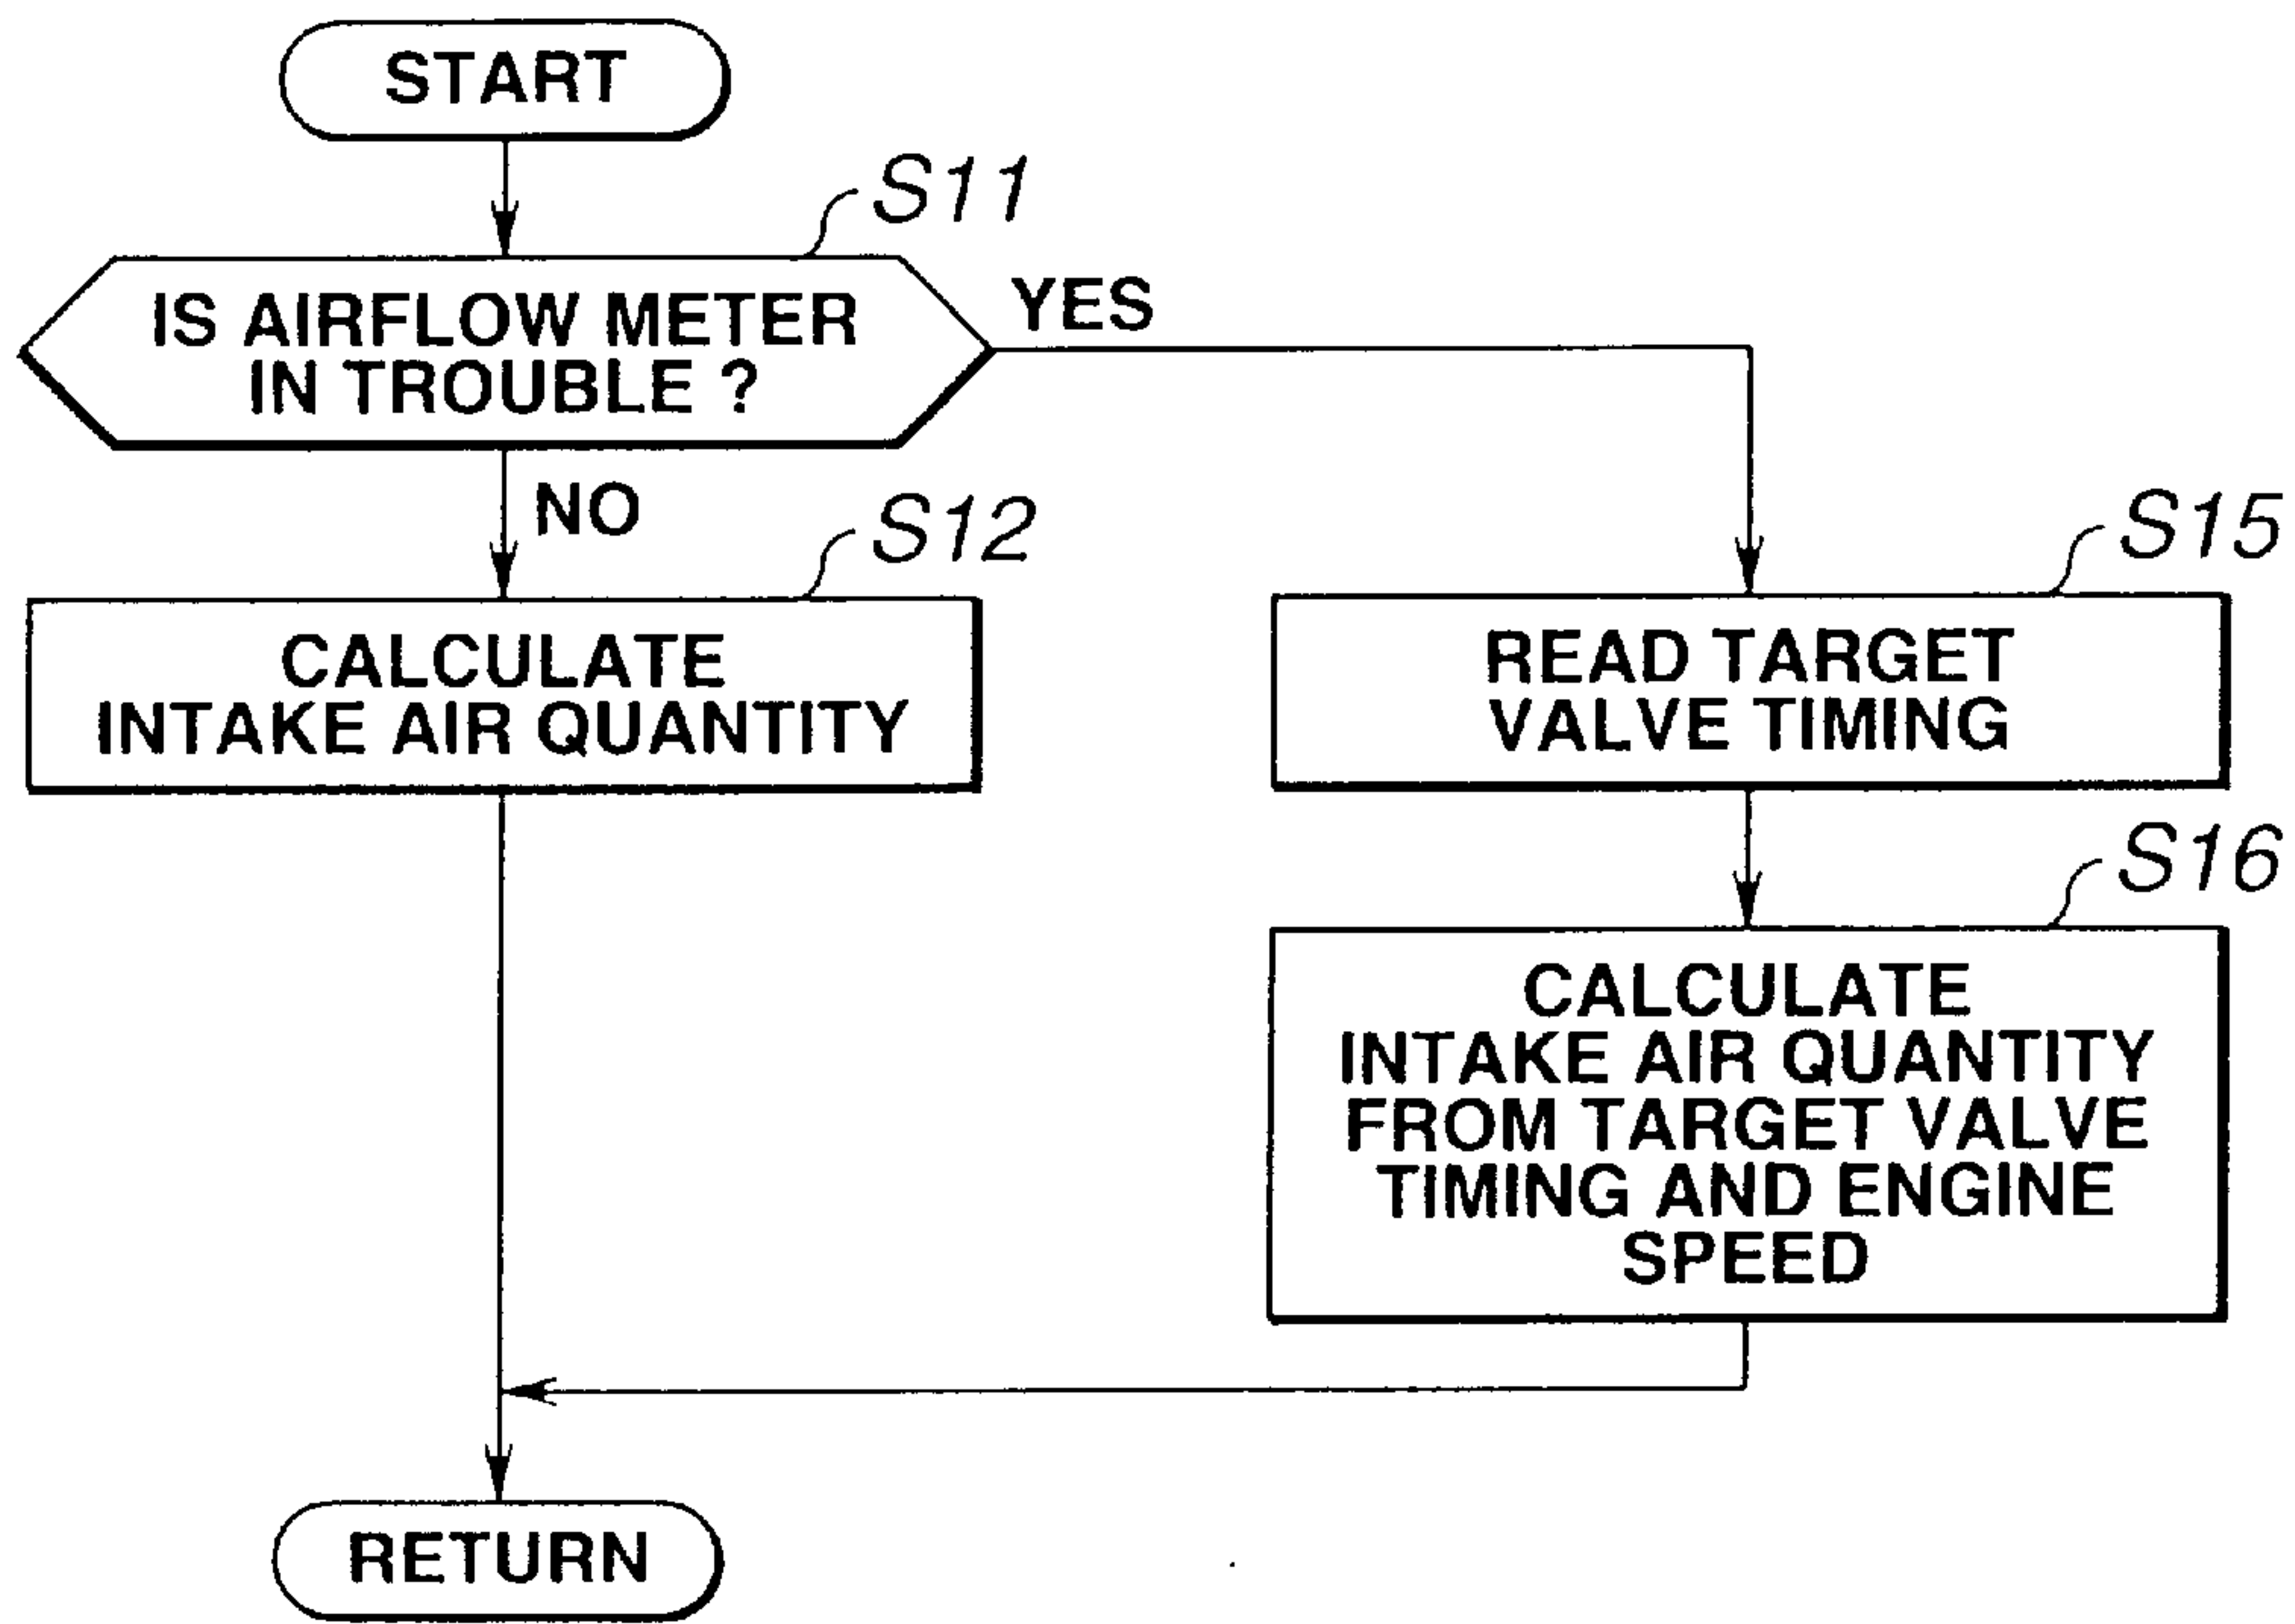 START
S11
IS AIRFLOW METER
IN TROUBLE ?
YES
NO
S12
CALCULATE
INTAKE AIR QUANTITY
S15
READ TARGET
VALVE TIMING
S16
CALCULATE
INTAKE AIR QUANTITY
FROM TARGET VALVE
TIMING AND ENGINE
SPEED
RETURN